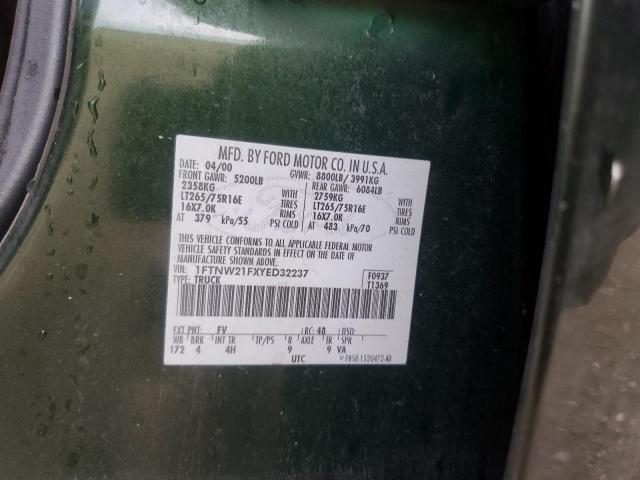 MFD. BY FORD MOTOR CO. IN U.S.A.
DATE: 04/00 GVWR: 8800LB/ 3991KG
FRONT GAWR: 5200LB REAR GAWR: 6084LB
2358KG 2759KG
LT265/75R16E TIRES LT265/75R16E TIRES
16X7.0K RIMS 16X7.0K RIMS
AT 379 kPa/55 PSI COLD AT 483 kPa/70 PSI COLD
THIS VEHICLE CONFORMS TO ALL APPLICABLE FEDERAL MOTOR
VEHICLE SAFETY STANDARDS IN EFFECT ON THE DATE OF
MANUFACTURE SHOWN ABOVE.
VIN: 1FTNW21FXYED32237 F0937
TYPE: TRUCK T1369
EXT PNT: FV RC: 48 DSO:
WB BRK INT TR TP/PS R AXLE TR SPR
172 4 4H 9 9 VA
UTC